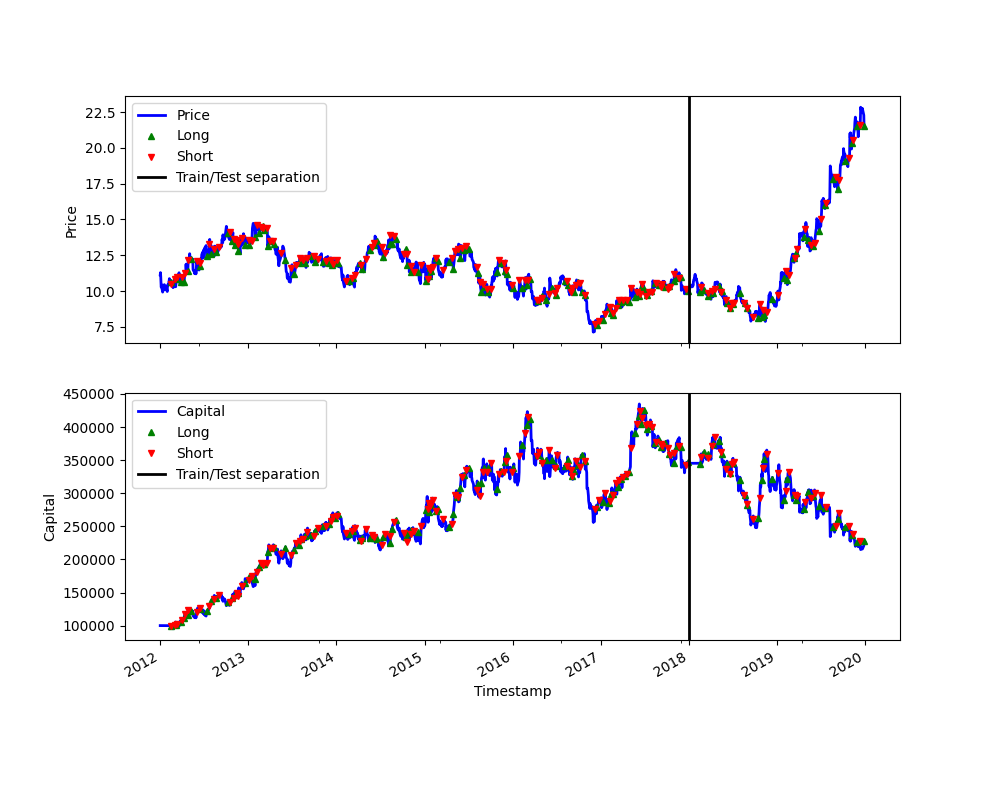 Price
Long
Short
Train/Test separation
22.5
20.0
17.5
15.0
12.5
10.0
7.5
Price
Capital
Long
Short
Train/Test separation
450000
400000
350000
300000
250000
200000
150000
100000
Capital
2012 2013 2014 2015 2016 2017 2018 2019 2020
Timestamp